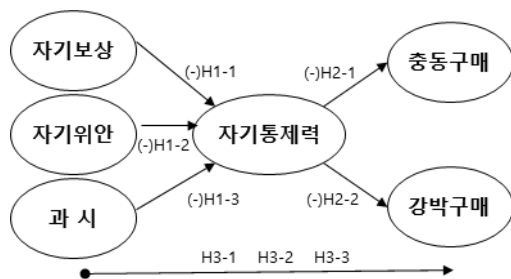 자기보상
충동구매
(-)H1-1
(-)H2-1
자기위안
자기통제력
(-)H1-2
(-)H1-3
(-)H2-2
과 시
강박구매
H3-1 H3-2 H3-3